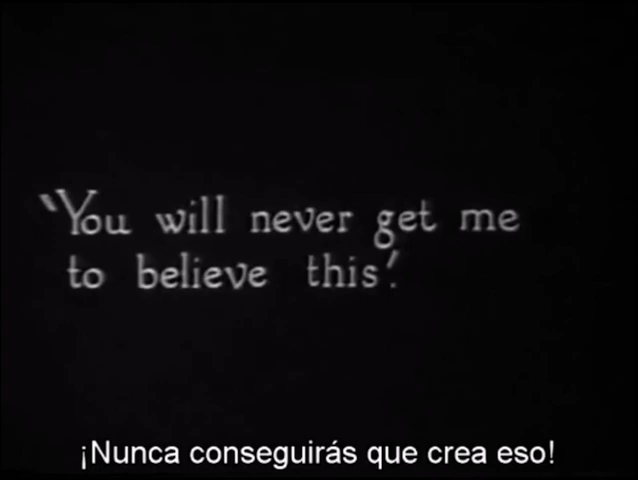 "You will never get me
to believe this."
¡Nunca conseguirás que crea eso!